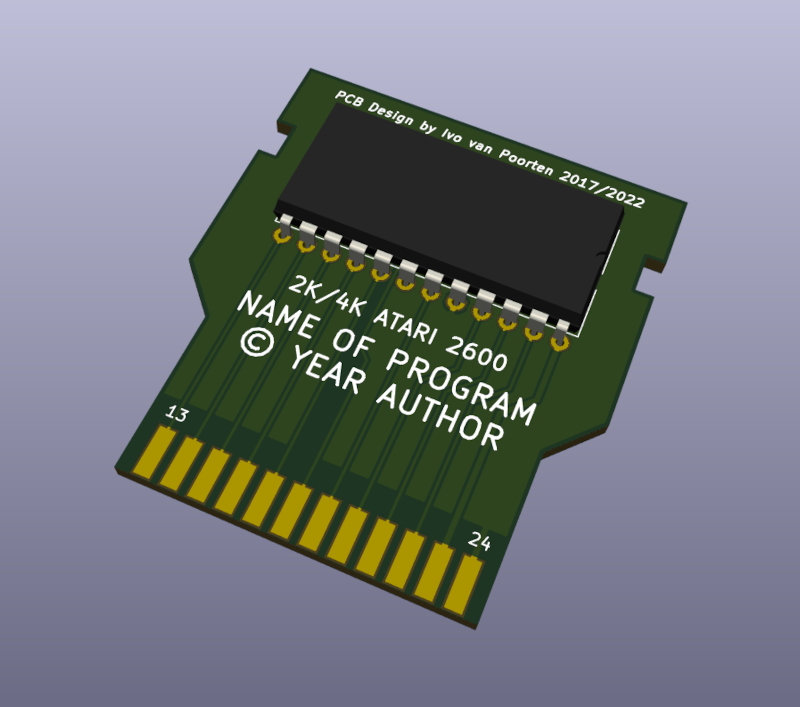 PCB Design by Ivo van Poorten 2017/2022
2K/4K ATARI 2600
NAME OF PROGRAM
© YEAR AUTHOR
13
24